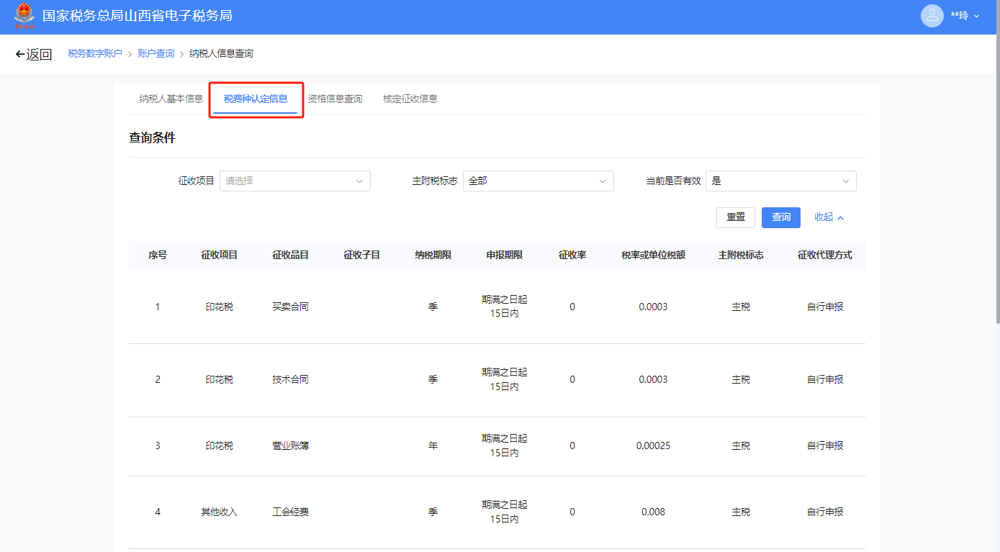 国家税务总局山西省电子税务局
**玲
返回 税务数字账户 > 账户查询 > 纳税人信息查询
纳税人基本信息 税费种认定信息 资格信息查询 核定征收信息
查询条件
征收项目 请选择 主附税标志 全部 当前是否有效 是
重置 查询 收起
序号 征收项目 征收品目 征收子目 纳税期限 申报期限 征收率 税率或单位税额 主附税标志 征收代理方式
1 印花税 买卖合同 季 期满之日起15日内 0 0.0003 主税 自行申报
2 印花税 技术合同 季 期满之日起15日内 0 0.0003 主税 自行申报
3 印花税 营业账簿 年 期满之日起15日内 0 0.00025 主税 自行申报
4 其他收入 工会经费 季 期满之日起15日内 0 0.008 主税 自行申报